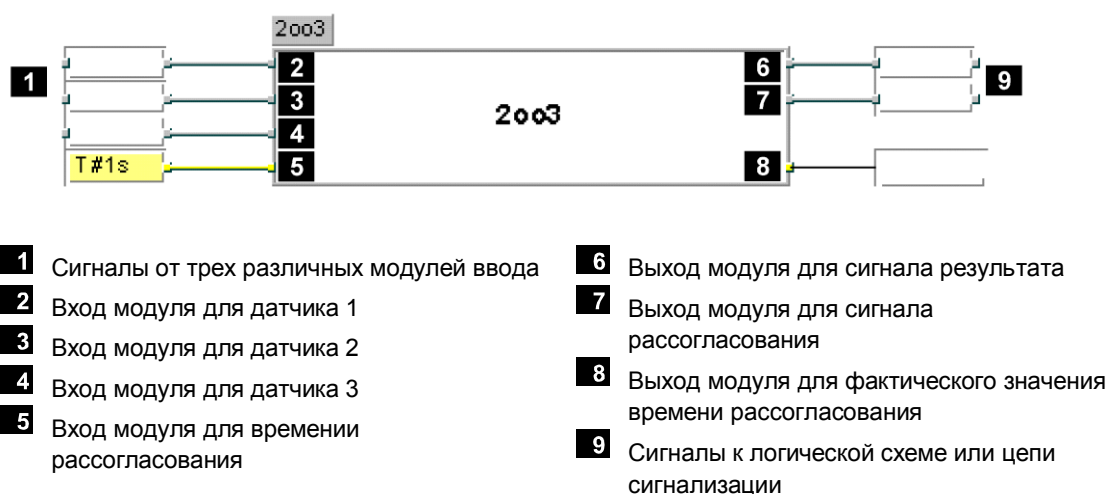 2oo3
1
2
3
4
T#1s
5
2oo3
6
7
8
9
1 Сигналы от трех различных модулей ввода
2 Вход модуля для датчика 1
3 Вход модуля для датчика 2
4 Вход модуля для датчика 3
5 Вход модуля для времении
рассогласования
6 Выход модуля для сигнала результата
7 Выход модуля для сигнала
рассогласования
8 Выход модуля для фактического значения
времени рассогласования
9 Сигналы к логической схеме или цепи
сигнализации